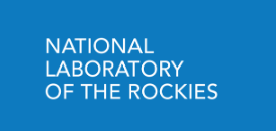 NATIONAL
LABORATORY
OF THE ROCKIES